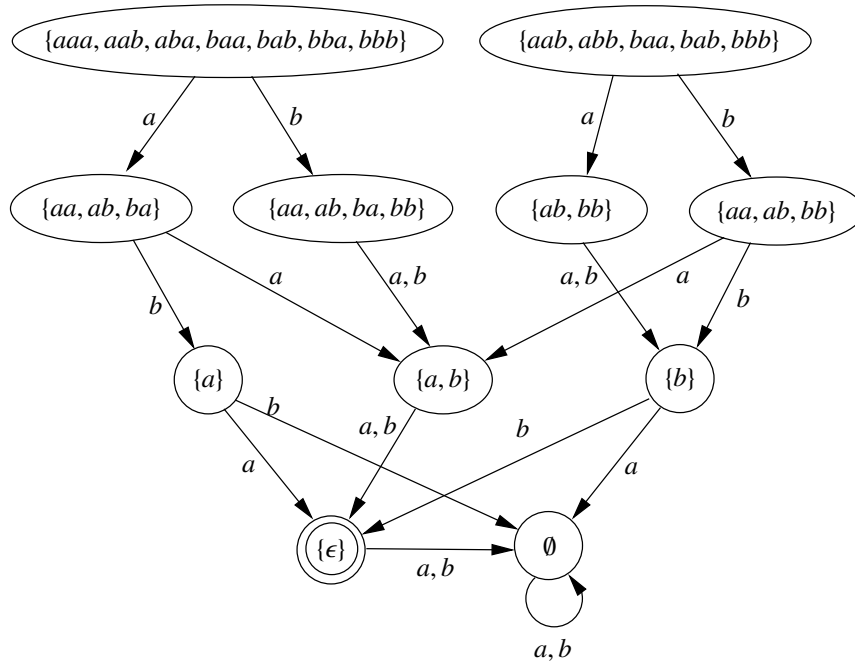 {aaa, aab, aba, baa, bab, bba, bbb} {aab, abb, baa, bab, bbb}
a b a b
{aa, ab, ba} {aa, ab, ba, bb} {ab, bb} {aa, ab, bb}
b a a, b a, b a b
{a} {a, b} {b}
a b a, b b a
{ϵ} ∅
a, b
a, b